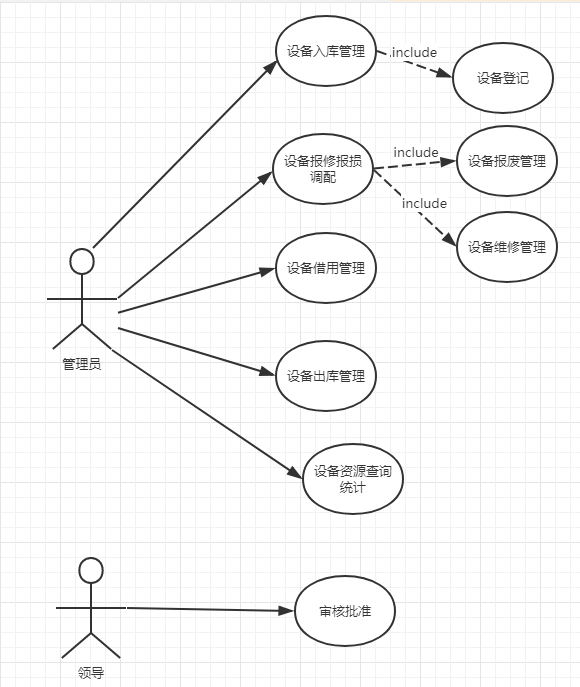 设备入库管理
include
设备登记
设备报修报损
调配
include
设备报废管理
include
设备维修管理
设备借用管理
管理员
设备出库管理
设备资源查询
统计
审核批准
领导